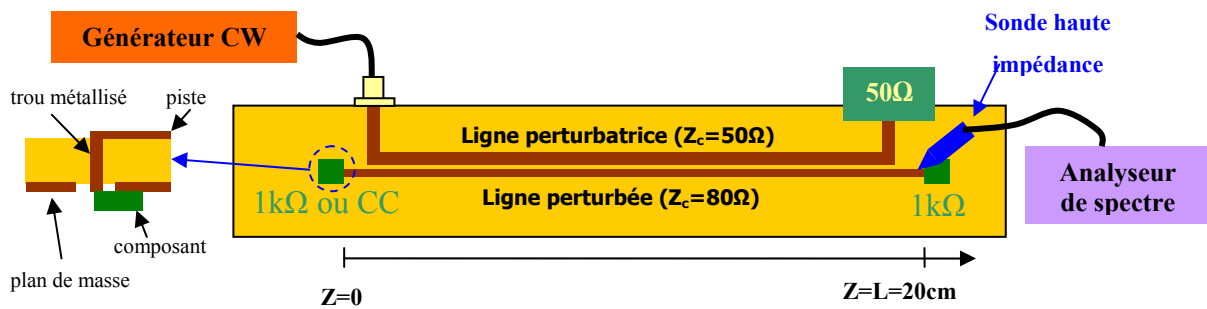 Générateur CW
Sonde haute
impédance
trou métallisé
piste
50Ω
Ligne perturbatrice (Zc=50Ω)
Analyseur
de spectre
1kΩ ou CC
Ligne perturbée (Zc=80Ω)
1kΩ
composant
plan de masse
Z=0
Z=L=20cm